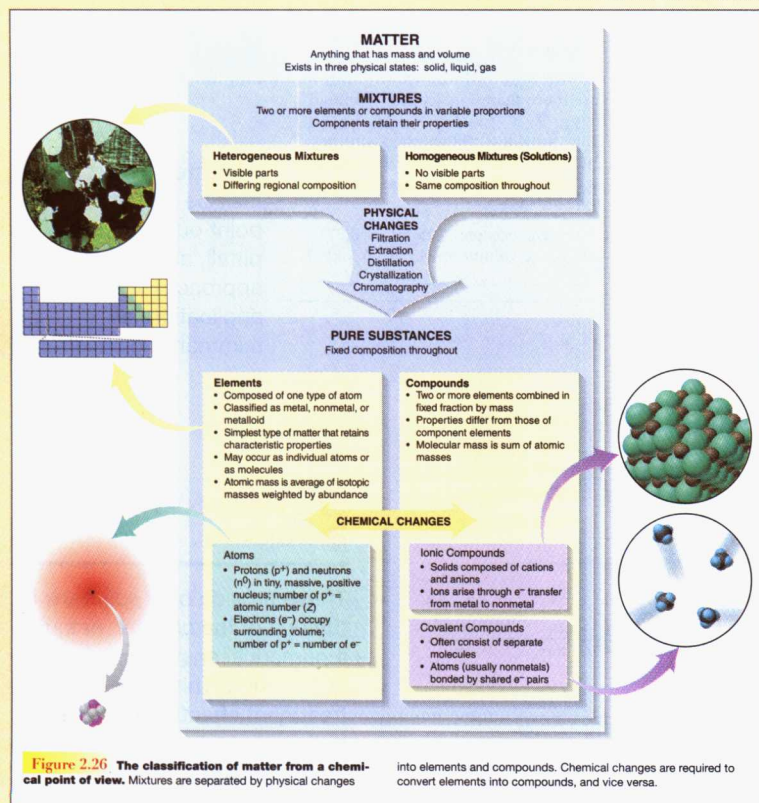 MATTER
Anything that has mass and volume
Exists in three physical states: solid, liquid, gas
MIXTURES
Two or more elements or compounds in variable proportions
Components retain their properties
Heterogeneous Mixtures
• Visible parts
• Differing regional composition
Homogeneous Mixtures (Solutions)
• No visible parts
• Same composition throughout
PHYSICAL
CHANGES
Filtration
Extraction
Distillation
Crystallization
Chromatography
PURE SUBSTANCES
Fixed composition throughout
Elements
• Composed of one type of atom
• Classified as metal, nonmetal, or
metalloid
• Simplest type of matter that retains
characteristic properties
• May occur as individual atoms or
as molecules
• Atomic mass is average of isotopic
masses weighted by abundance
Compounds
• Two or more elements combined in
fixed fraction by mass
• Properties differ from those of
component elements
• Molecular mass is sum of atomic
masses
CHEMICAL CHANGES
Atoms
• Protons (p⁺) and neutrons
(n⁰) in tiny, massive, positive
nucleus; number of p⁺ =
atomic number (Z)
• Electrons (e⁻) occupy
surrounding volume;
number of p⁺ = number of e⁻
Ionic Compounds
• Solids composed of cations
and anions
• Ions arise through e⁻ transfer
from metal to nonmetal
Covalent Compounds
• Often consist of separate
molecules
• Atoms (usually nonmetals)
bonded by shared e⁻ pairs
Figure 2.26 The classification of matter from a chemi-
cal point of view. Mixtures are separated by physical changes
into elements and compounds. Chemical changes are required to
convert elements into compounds, and vice versa.